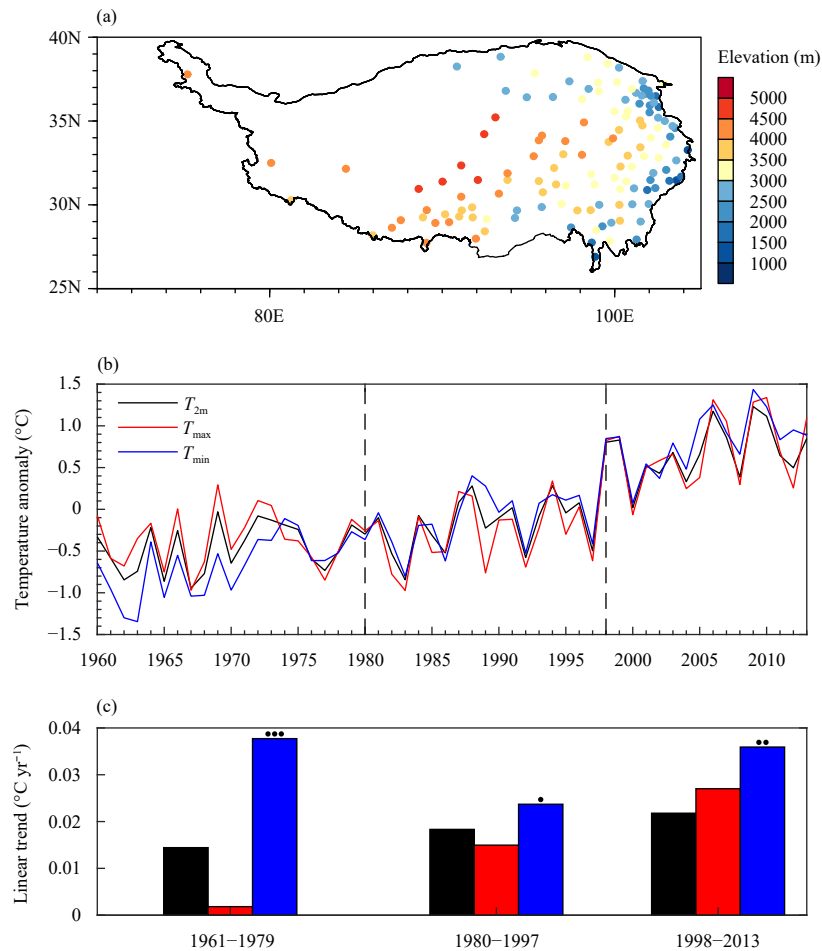 (a)
40N
35N
30N
25N
80E
100E
Elevation (m)
5000
4500
4000
3500
3000
2500
2000
1500
1000
(b)
Temperature anomaly (°C)
1.5
1.0
0.5
0
−0.5
−1.0
−1.5
T2m
Tmax
Tmin
1960 1965 1970 1975 1980 1985 1990 1995 2000 2005 2010
(c)
Linear trend (°C yr−1)
0.04
0.03
0.02
0.01
0
1961−1979 1980−1997 1998−2013